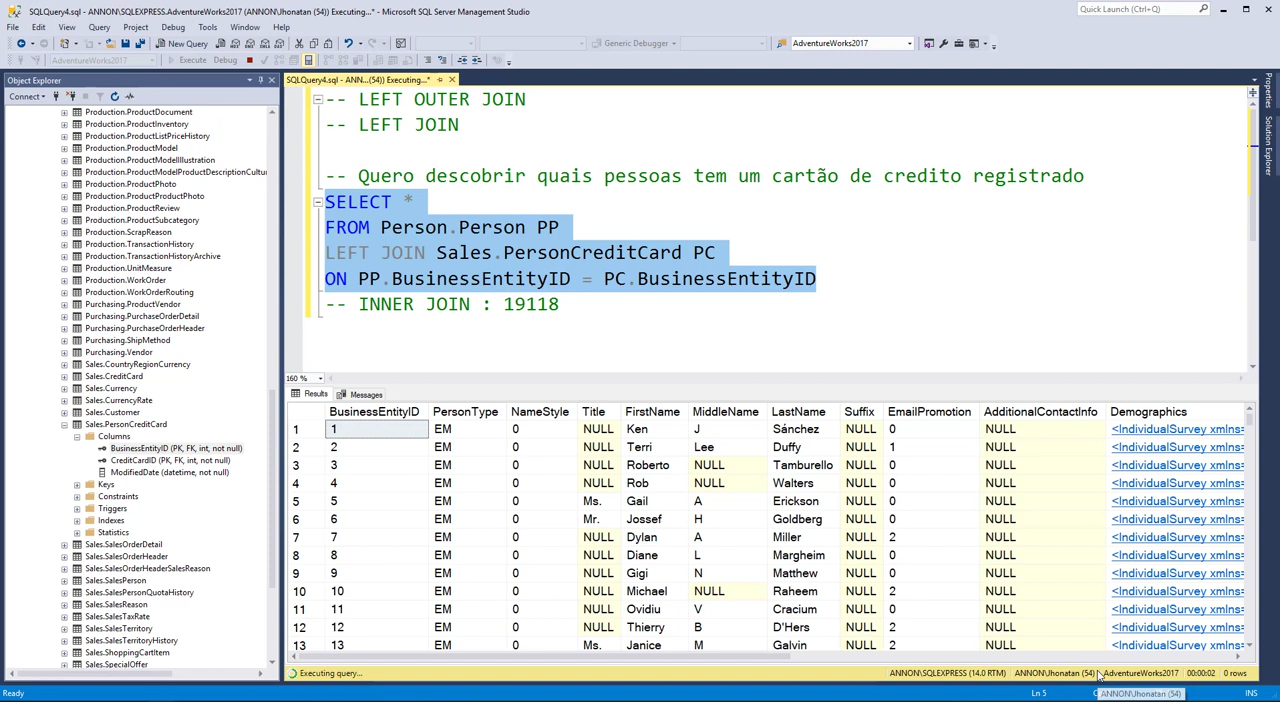 SQLQuery4.sql - ANNON\SQLEXPRESS.AdventureWorks2017 (ANNON\Jhonatan (54)) Executing...* - Microsoft SQL Server Management Studio
Quick Launch (Ctrl+Q)
File Edit View Query Project Debug Tools Window Help
New Query Generic Debugger AdventureWorks2017
AdventureWorks2017 Execute Debug
Object Explorer
Connect
Production.ProductDocument
Production.ProductInventory
Production.ProductListPriceHistory
Production.ProductModel
Production.ProductModelIllustration
Production.ProductModelProductDescriptionCultur
Production.ProductPhoto
Production.ProductProductPhoto
Production.ProductReview
Production.ProductSubcategory
Production.ScrapReason
Production.TransactionHistory
Production.TransactionHistoryArchive
Production.UnitMeasure
Production.WorkOrder
Production.WorkOrderRouting
Purchasing.ProductVendor
Purchasing.PurchaseOrderDetail
Purchasing.PurchaseOrderHeader
Purchasing.ShipMethod
Purchasing.Vendor
Sales.CountryRegionCurrency
Sales.CreditCard
Sales.Currency
Sales.CurrencyRate
Sales.Customer
Sales.PersonCreditCard
Columns
BusinessEntityID (PK, FK, int, not null)
CreditCardID (PK, FK, int, not null)
ModifiedDate (datetime, not null)
Keys
Constraints
Triggers
Indexes
Statistics
Sales.SalesOrderDetail
Sales.SalesOrderHeader
Sales.SalesOrderHeaderSalesReason
Sales.SalesPerson
Sales.SalesPersonQuotaHistory
Sales.SalesReason
Sales.SalesTaxRate
Sales.SalesTerritory
Sales.SalesTerritoryHistory
Sales.ShoppingCartItem
Sales.SpecialOffer
SQLQuery4.sql - ANN...(54)) Executing...*
-- LEFT OUTER JOIN
-- LEFT JOIN
-- Quero descobrir quais pessoas tem um cartão de credito registrado
SELECT *
FROM Person.Person PP
LEFT JOIN Sales.PersonCreditCard PC
ON PP.BusinessEntityID = PC.BusinessEntityID
-- INNER JOIN : 19118
160 %
Results Messages
BusinessEntityID PersonType NameStyle Title FirstName MiddleName LastName Suffix EmailPromotion AdditionalContactInfo Demographics
1 1 EM 0 NULL Ken J Sánchez NULL 0 NULL <IndividualSurvey xmlns=
2 2 EM 0 NULL Terri Lee Duffy NULL 1 NULL <IndividualSurvey xmlns=
3 3 EM 0 NULL Roberto NULL Tamburello NULL 0 NULL <IndividualSurvey xmlns=
4 4 EM 0 NULL Rob NULL Walters NULL 0 NULL <IndividualSurvey xmlns=
5 5 EM 0 Ms. Gail A Erickson NULL 0 NULL <IndividualSurvey xmlns=
6 6 EM 0 Mr. Jossef H Goldberg NULL 0 NULL <IndividualSurvey xmlns=
7 7 EM 0 NULL Dylan A Miller NULL 2 NULL <IndividualSurvey xmlns=
8 8 EM 0 NULL Diane L Margheim NULL 0 NULL <IndividualSurvey xmlns=
9 9 EM 0 NULL Gigi N Matthew NULL 0 NULL <IndividualSurvey xmlns=
10 10 EM 0 NULL Michael NULL Raheem NULL 2 NULL <IndividualSurvey xmlns=
11 11 EM 0 NULL Ovidiu V Cracium NULL 0 NULL <IndividualSurvey xmlns=
12 12 EM 0 NULL Thierry B D'Hers NULL 2 NULL <IndividualSurvey xmlns=
13 13 EM 0 Ms. Janice M Galvin NULL 2 NULL <IndividualSurvey xmlns=
Executing query... ANNON\SQLEXPRESS (14.0 RTM) ANNON\Jhonatan (54) AdventureWorks2017 00:00:02 0 rows
Ready Ln 5 ANNON\Jhonatan (54) INS
Properties
Solution Explorer